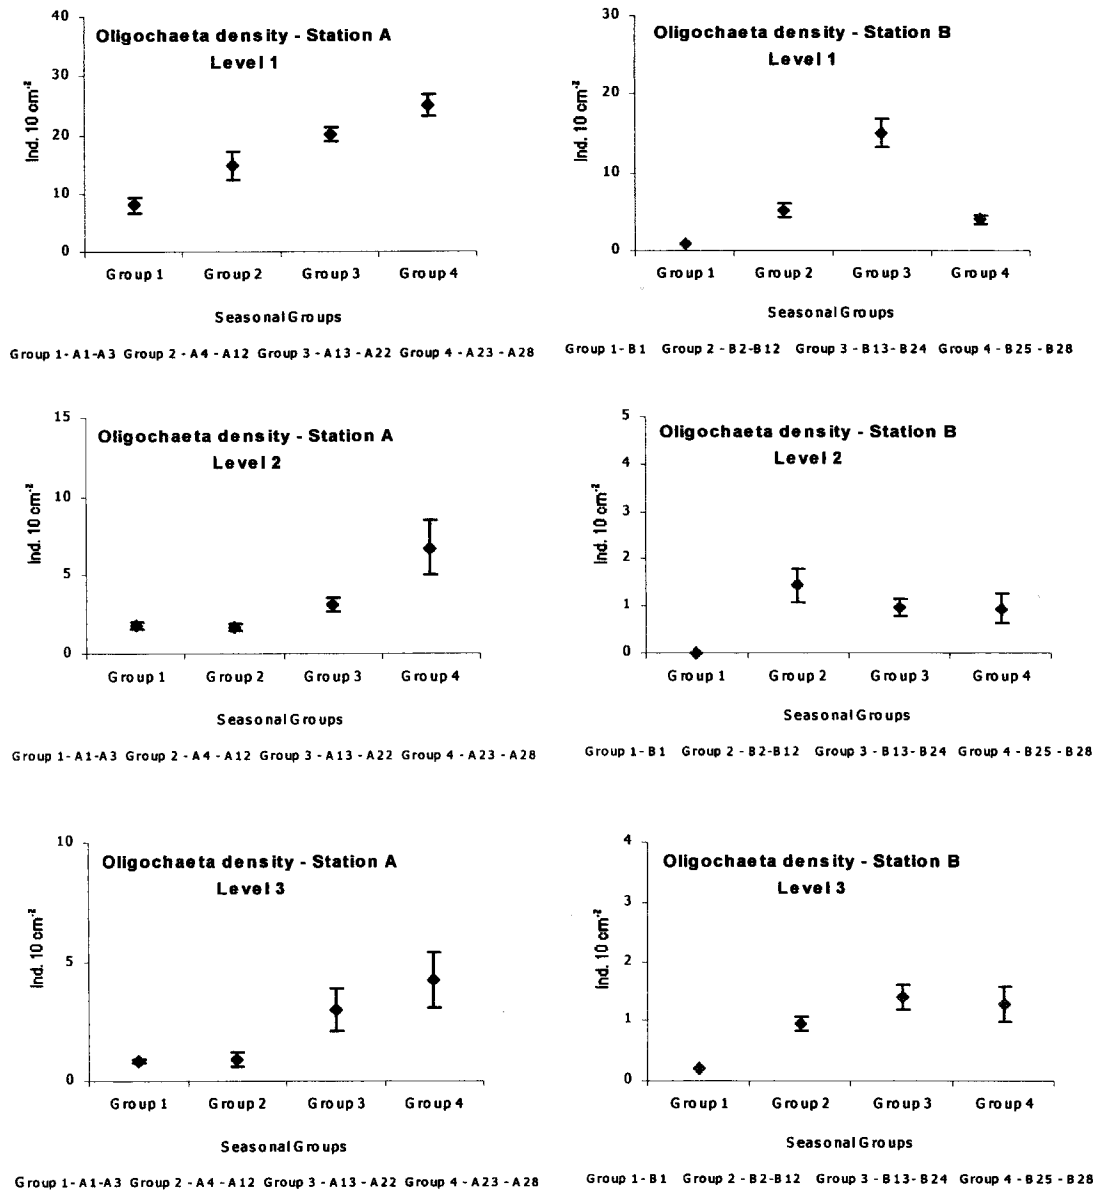 Oligochaeta density - Station A
Level 1
40
30
20
10
0
Ind. 10 cm-2
Group 1 Group 2 Group 3 Group 4
Seasonal Groups
Group 1- A1-A3 Group 2 - A4 - A12 Group 3 - A13 - A22 Group 4 - A23 - A28
Oligochaeta density - Station B
Level 1
30
20
10
0
Ind. 10 cm-2
Group 1 Group 2 Group 3 Group 4
Seasonal Groups
Group 1- B1 Group 2 - B2-B12 Group 3 - B13- B24 Group 4 - B25 - B28
Oligochaeta density - Station A
Level 2
15
10
5
0
Ind. 10 cm-2
Group 1 Group 2 Group 3 Group 4
Seasonal Groups
Group 1- A1-A3 Group 2 - A4 - A12 Group 3 - A13 - A22 Group 4 - A23 - A28
Oligochaeta density - Station B
Level 2
5
4
3
2
1
0
Ind. 10 cm-2
Group 1 Group 2 Group 3 Group 4
Seasonal Groups
Group 1- B1 Group 2 - B2-B12 Group 3 - B13- B24 Group 4 - B25 - B28
Oligochaeta density - Station A
Level 3
10
5
0
Ind. 10 cm-2
Group 1 Group 2 Group 3 Group 4
Seasonal Groups
Group 1- A1-A3 Group 2 - A4 - A12 Group 3 - A13 - A22 Group 4 - A23 - A28
Oligochaeta density - Station B
Level 3
4
3
2
1
0
Ind. 10 cm-2
Group 1 Group 2 Group 3 Group 4
Seasonal Groups
Group 1- B1 Group 2 - B2-B12 Group 3 - B13- B24 Group 4 - B25 - B28